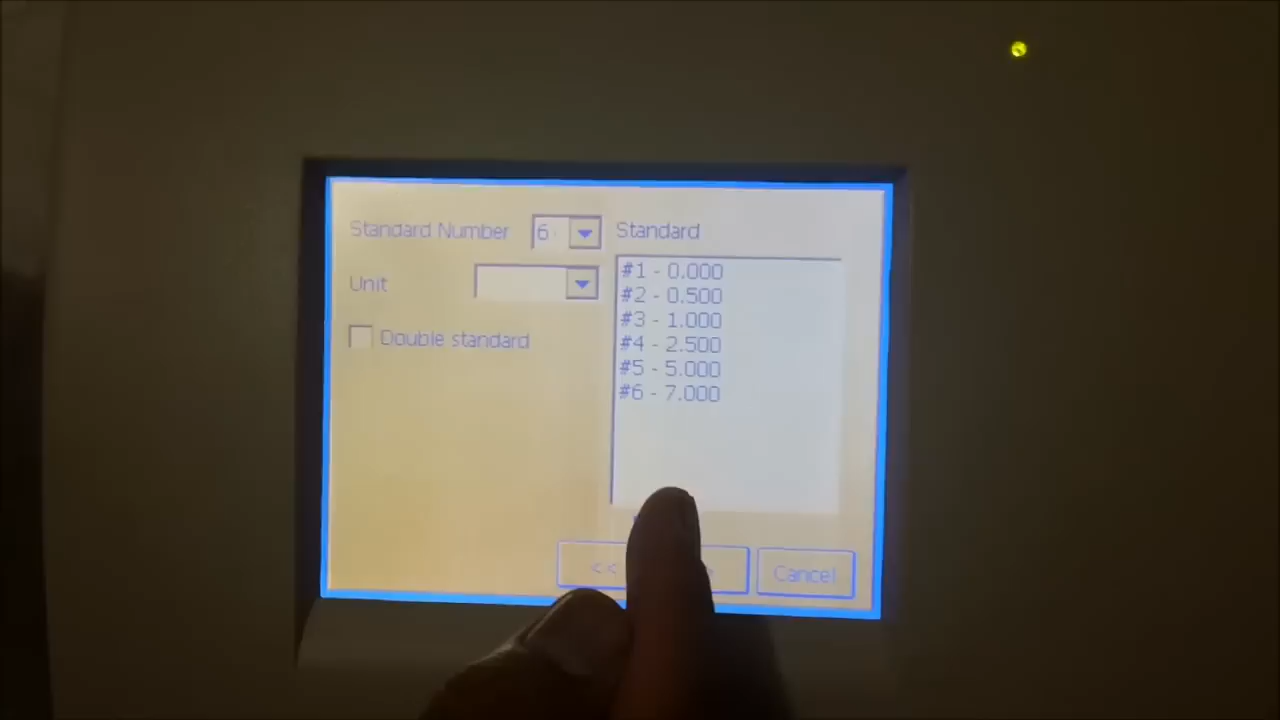 Standard Number 6 Standard
Unit
Double standard
#1 - 0.000
#2 - 0.500
#3 - 1.000
#4 - 2.500
#5 - 5.000
#6 - 7.000
<<
Cancel